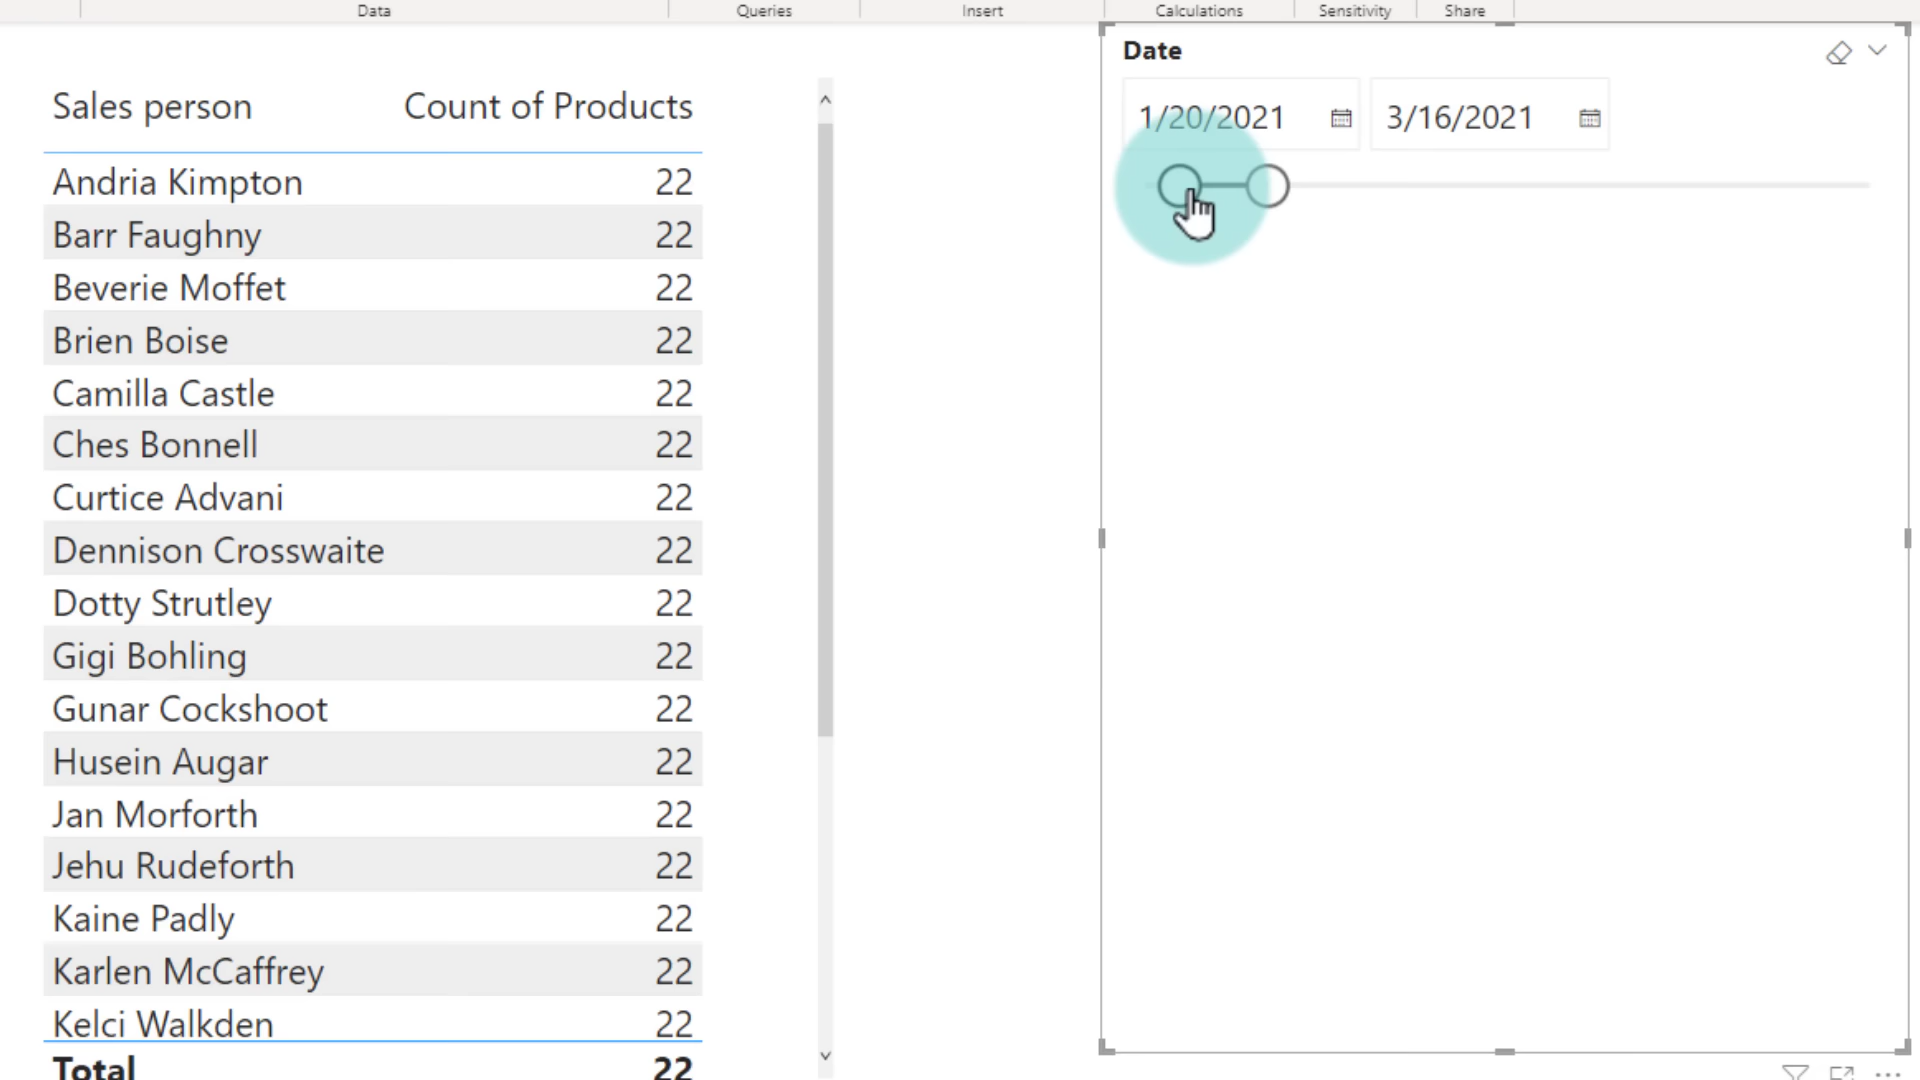 Data Queries Insert Calculations Sensitivity Share
Date
1/20/2021 3/16/2021
Sales person Count of Products
Andria Kimpton 22
Barr Faughny 22
Beverie Moffet 22
Brien Boise 22
Camilla Castle 22
Ches Bonnell 22
Curtice Advani 22
Dennison Crosswaite 22
Dotty Strutley 22
Gigi Bohling 22
Gunar Cockshoot 22
Husein Augar 22
Jan Morforth 22
Jehu Rudeforth 22
Kaine Padly 22
Karlen McCaffrey 22
Kelci Walkden 22
Total 22